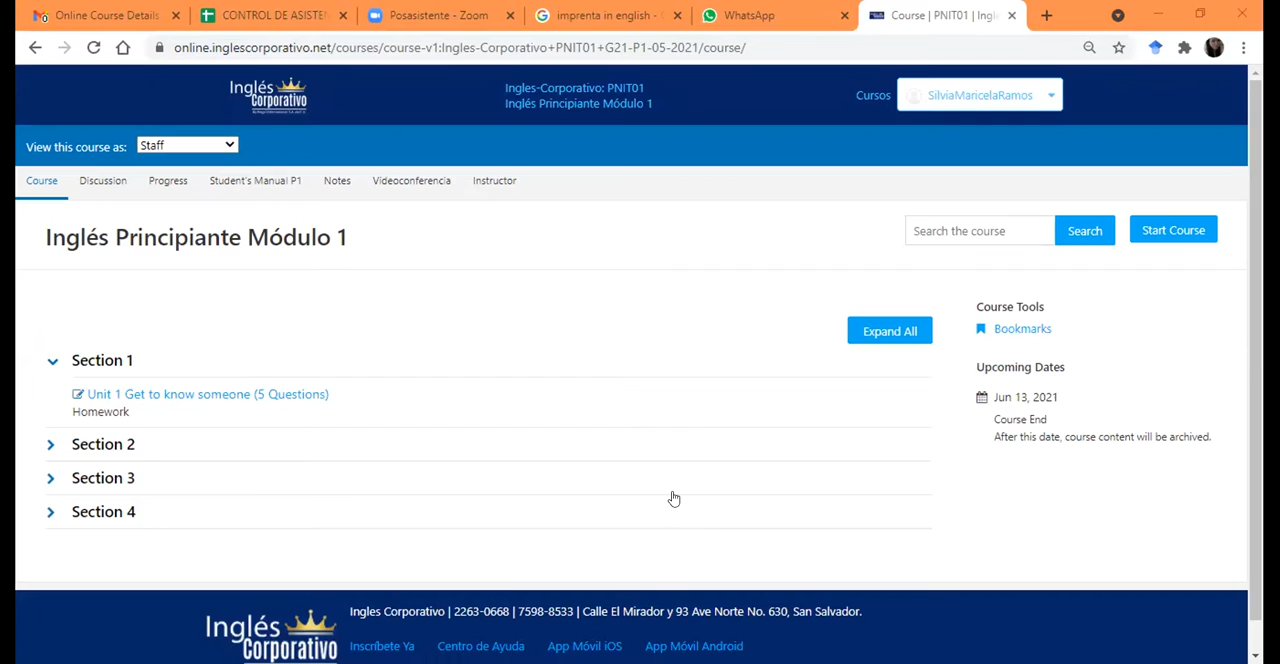 Online Course Details
CONTROL DE ASISTEN
Posasistente - Zoom
imprenta in english -
WhatsApp
Course | PNIT01 | Ingl
online.inglescorporativo.net/courses/course-v1:Ingles-Corporativo+PNIT01+G21-P1-05-2021/course/
Inglés
Corporativo
Ingles-Corporativo: PNIT01
Inglés Principiante Módulo 1
Cursos
SilviaMaricelaRamos
View this course as:
Staff
Course
Discussion
Progress
Student's Manual P1
Notes
Videoconferencia
Instructor
Inglés Principiante Módulo 1
Search the course
Search
Start Course
Expand All
Section 1
Unit 1 Get to know someone (5 Questions)
Homework
Section 2
Section 3
Section 4
Course Tools
Bookmarks
Upcoming Dates
Jun 13, 2021
Course End
After this date, course content will be archived.
Inglés
Corporativo
Ingles Corporativo | 2263-0668 | 7598-8533 | Calle El Mirador y 93 Ave Norte No. 630, San Salvador.
Inscríbete Ya
Centro de Ayuda
App Móvil iOS
App Móvil Android